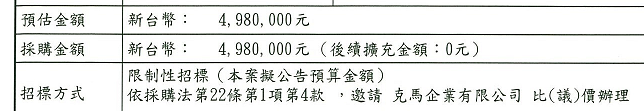 預估金額 新台幣： 4,980,000元
採購金額 新台幣： 4,980,000元（後續擴充金額：0元）
招標方式 限制性招標（本案擬公告預算金額）
依採購法第22條第1項第4款 ，邀請 克馬企業有限公司 比(議)價辦理